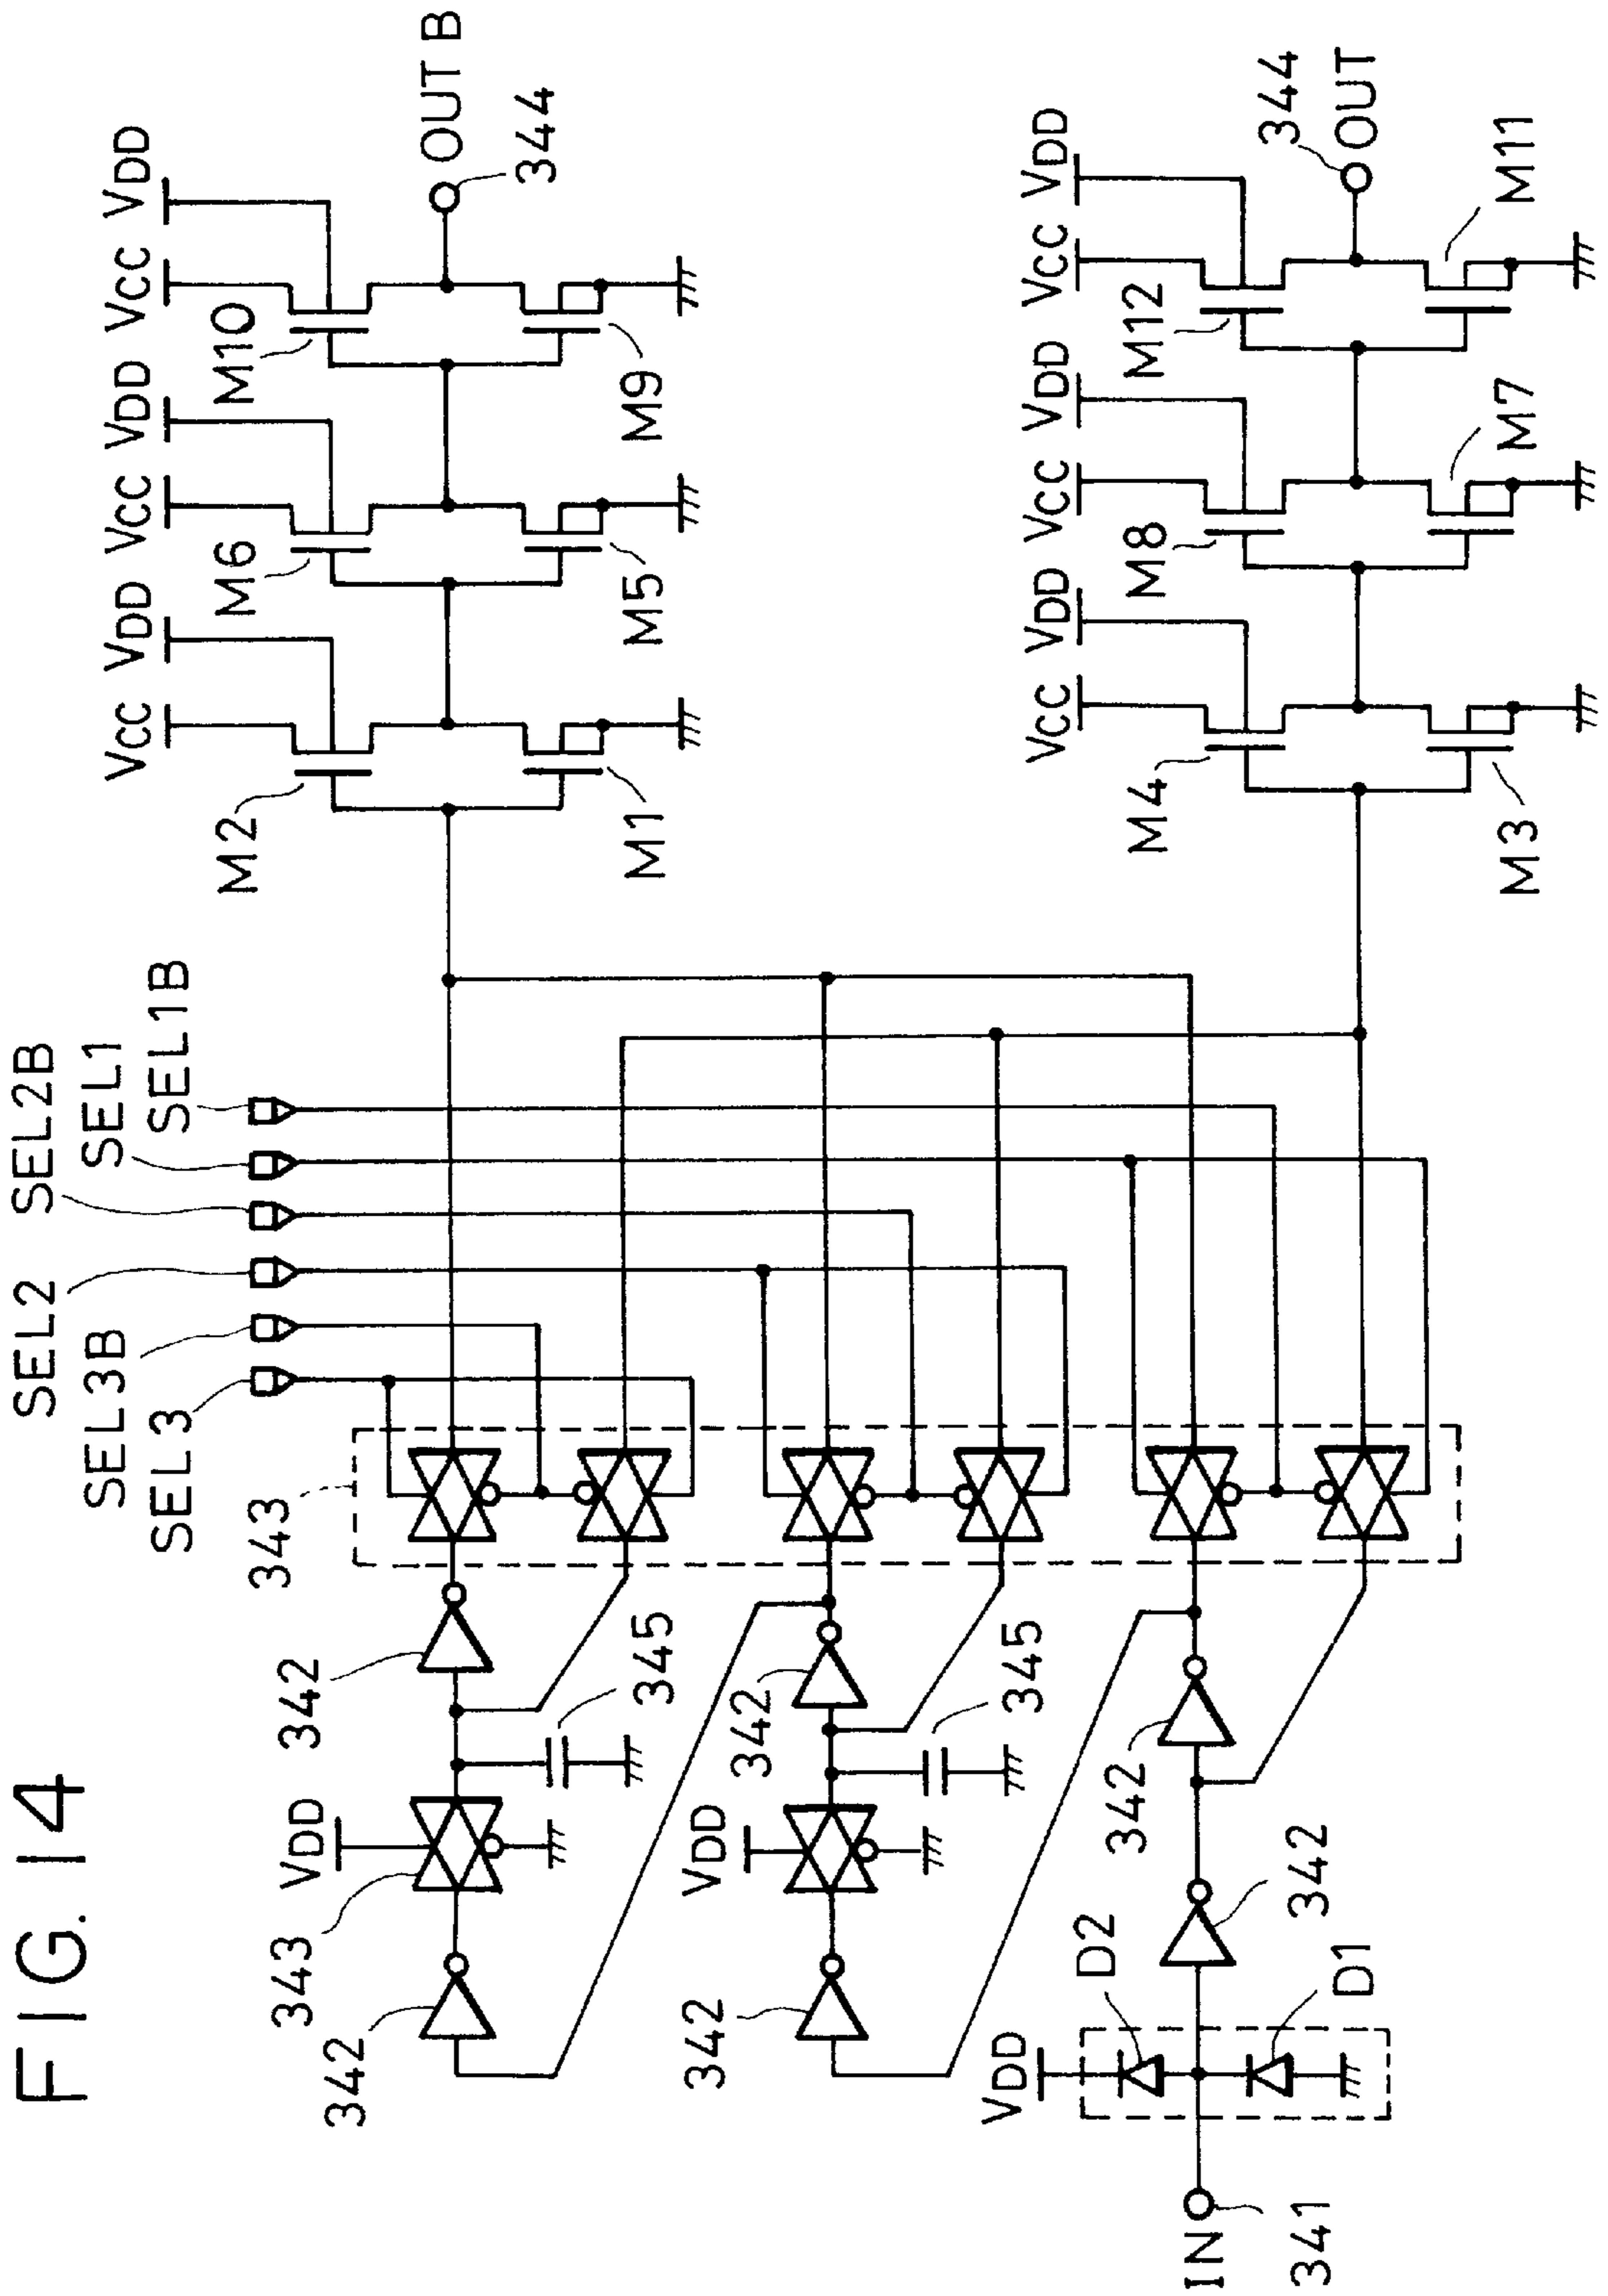 FIG. 14
SEL2
SEL2B
SEL3B
SEL1
SEL3
SEL1B
VCC
VDD
VCC
VDD
VCC
VDD
M2
M6
M10
OUT B
344
M1
M5
M9
343
342
345
VDD
343
342
342
345
VDD
342
VCC
VDD
VCC
VDD
VCC
VDD
M4
M8
M12
344
OUT
M3
M7
M11
342
342
VDD
D2
D1
IN
341